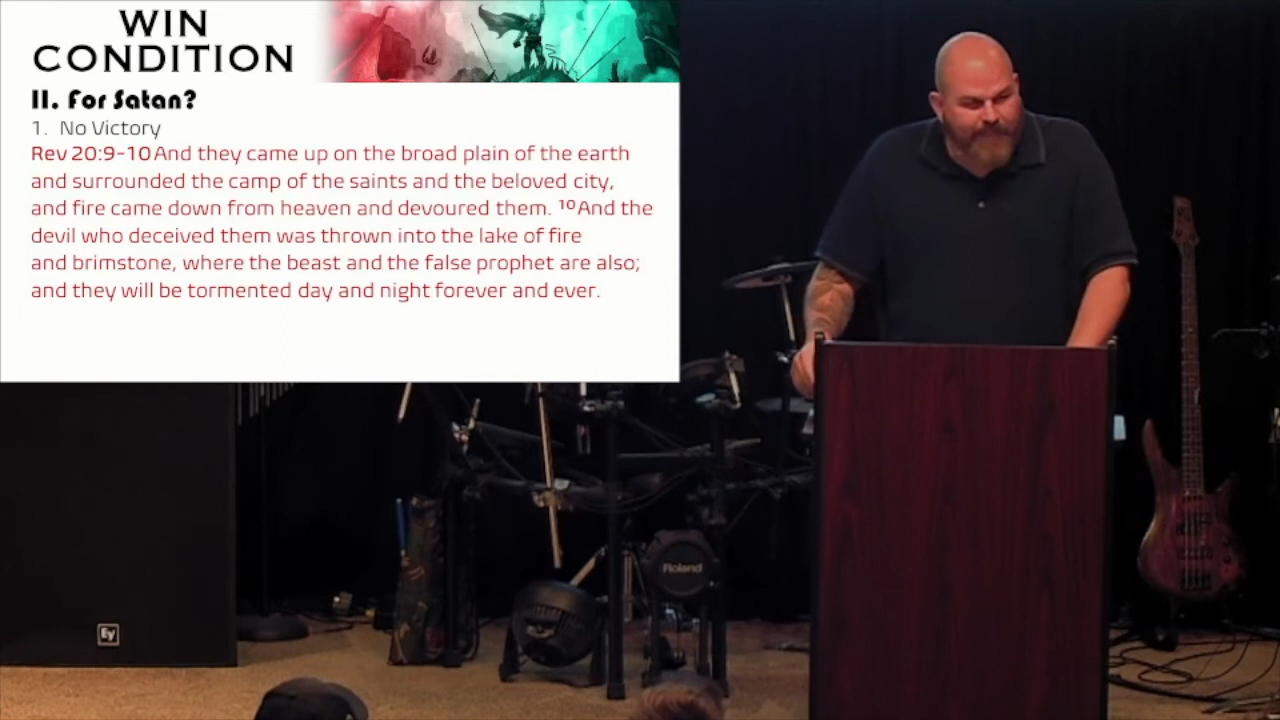 WIN
CONDITION
II. For Satan?
1. No Victory
Rev 20:9-10 And they came up on the broad plain of the earth
and surrounded the camp of the saints and the beloved city,
and fire came down from heaven and devoured them. ¹⁰And the
devil who deceived them was thrown into the lake of fire
and brimstone, where the beast and the false prophet are also;
and they will be tormented day and night forever and ever.
Roland
EV